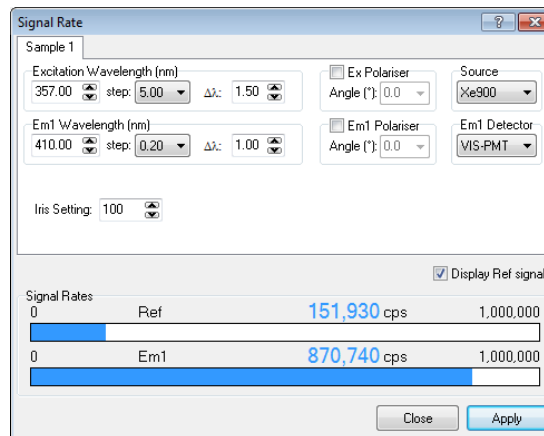 Signal Rate
Sample 1
Excitation Wavelength (nm)
357.00 step: 5.00 Δλ: 1.50
Ex Polariser
Angle (°): 0.0
Source
Xe900
Em1 Wavelength (nm)
410.00 step: 0.20 Δλ: 1.00
Em1 Polariser
Angle (°): 0.0
Em1 Detector
VIS-PMT
Iris Setting: 100
Display Ref signal
Signal Rates
0 Ref 151,930 cps 1,000,000
0 Em1 870,740 cps 1,000,000
Close Apply